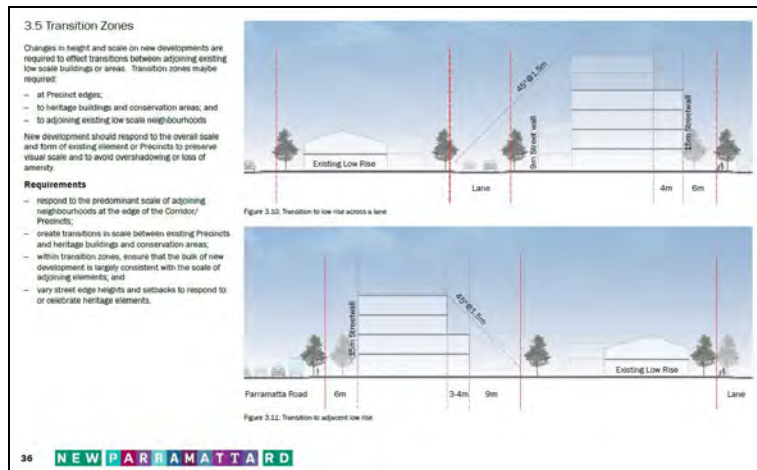 3.5 Transition Zones
Changes in height and scale on new developments are
required to effect transitions between adjoining existing
low scale buildings or areas. Transition zones maybe
required:
– at Precinct edges;
– to heritage buildings and conservation areas; and
– to adjoining existing low scale neighbourhoods
New development should respond to the overall scale
and form of existing element or Precincts to preserve
visual scale and to avoid overshadowing or loss of
amenity.
Requirements
– respond to the predominant scale of adjoining
neighbourhoods at the edge of the Corridor/
Precincts;
– create transitions in scale between existing Precincts
and heritage buildings and conservation areas;
– within transition zones, ensure that the bulk of new
development is largely consistent with the scale of
adjoining elements; and
– vary street edge heights and setbacks to respond to
or celebrate heritage elements.
45°@1.5m
9m Street wall
15m Streetwall
Existing Low Rise
Lane
4m
6m
Figure 3.10: Transition to low rise across a lane
15m Streetwall
45°@1.5m
Existing Low Rise
Parramatta Road
6m
3-4m
9m
Lane
Figure 3.11: Transition to adjacent low rise
36
NEW PARRAMATTA RD